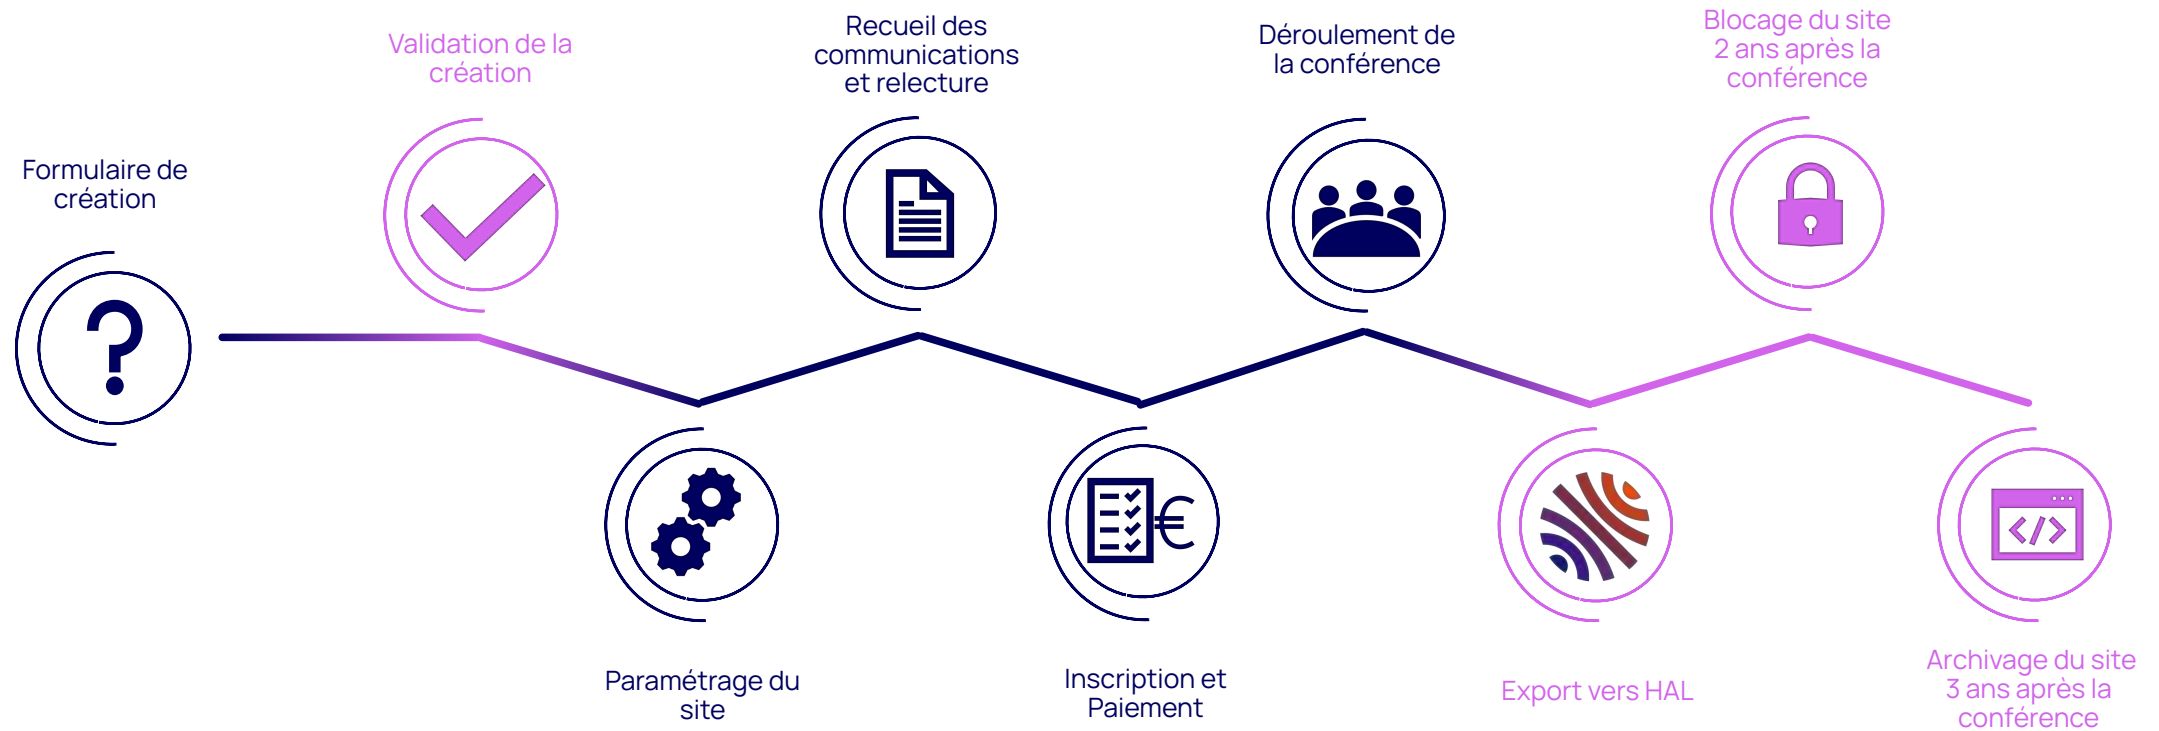 Formulaire de
création
Validation de la
création
Paramétrage du
site
Recueil des
communications
et relecture
Inscription et
Paiement
Déroulement de
la conférence
Export vers HAL
Blocage du site
2 ans après la
conférence
Archivage du site
3 ans après la
conférence